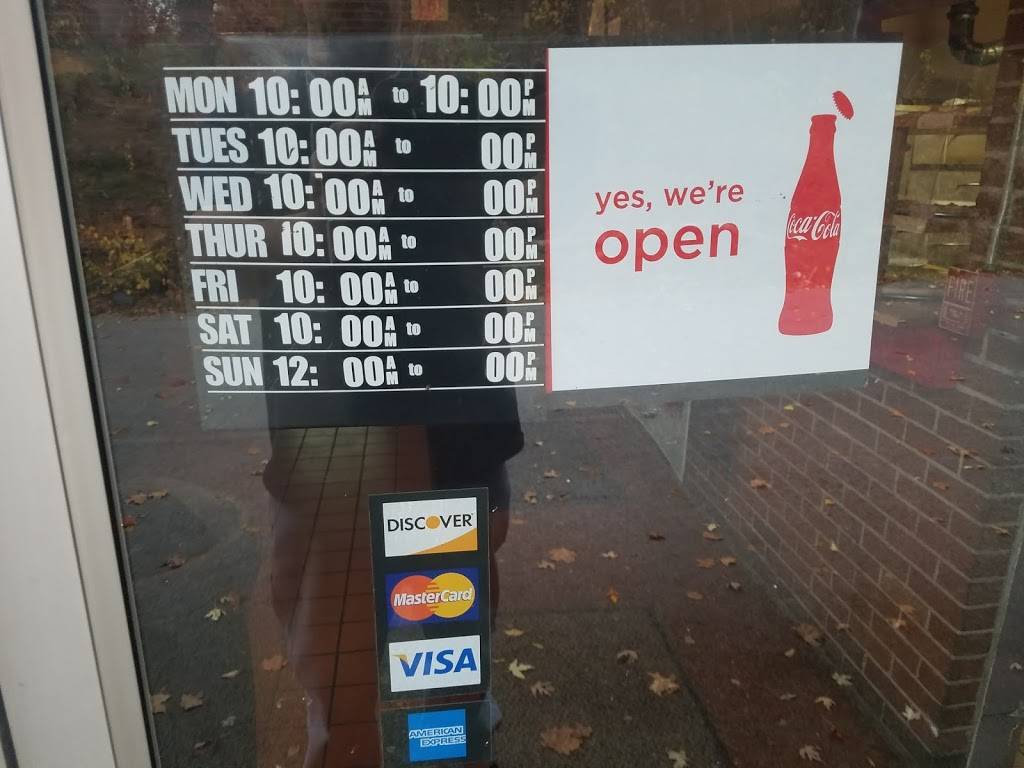 MON 10:00AM to 10:00PM
TUES 10:00AM to 00PM
WED 10:00AM to 00PM
THUR 10:00AM to 00PM
FRI 10:00AM to 00PM
SAT 10:00AM to 00PM
SUN 12:00AM to 00PM
yes, we're
open
Coca-Cola
FIRE
DISCOVER
MasterCard
VISA
AMERICAN
EXPRESS